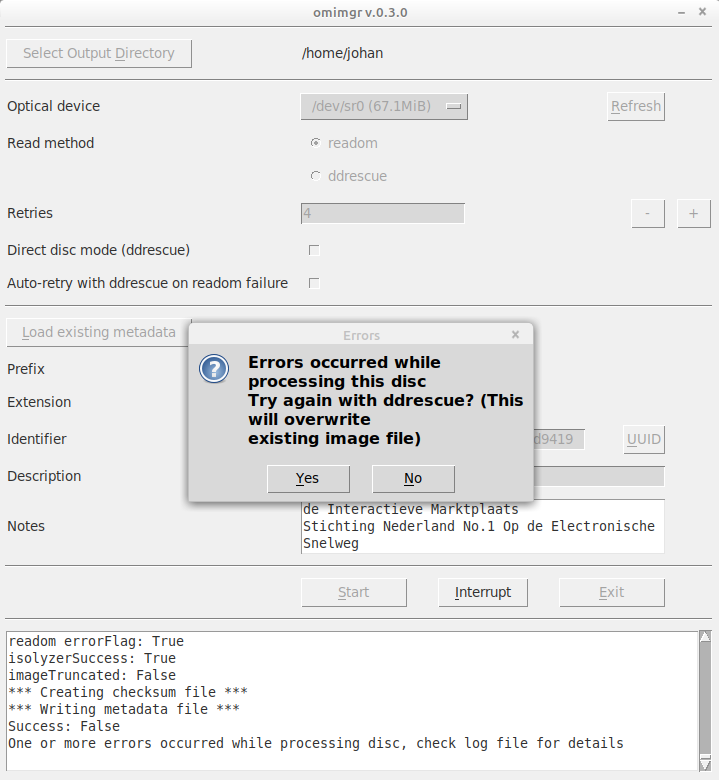 omimgr v.0.3.0
Select Output Directory
/home/johan
Optical device
/dev/sr0 (67.1MiB)
Refresh
Read method
readom
ddrescue
Retries
4
-
+
Direct disc mode (ddrescue)
Auto-retry with ddrescue on readom failure
Load existing metadata
Errors
Errors occurred while
processing this disc
Try again with ddrescue? (This
will overwrite
existing image file)
Yes
No
Prefix
Extension
Identifier
d9419
UUID
Description
Notes
de Interactieve Marktplaats
Stichting Nederland No.1 Op de Electronische
Snelweg
Start
Interrupt
Exit
readom errorFlag: True
isolyzerSuccess: True
imageTruncated: False
*** Creating checksum file ***
*** Writing metadata file ***
Success: False
One or more errors occurred while processing disc, check log file for details